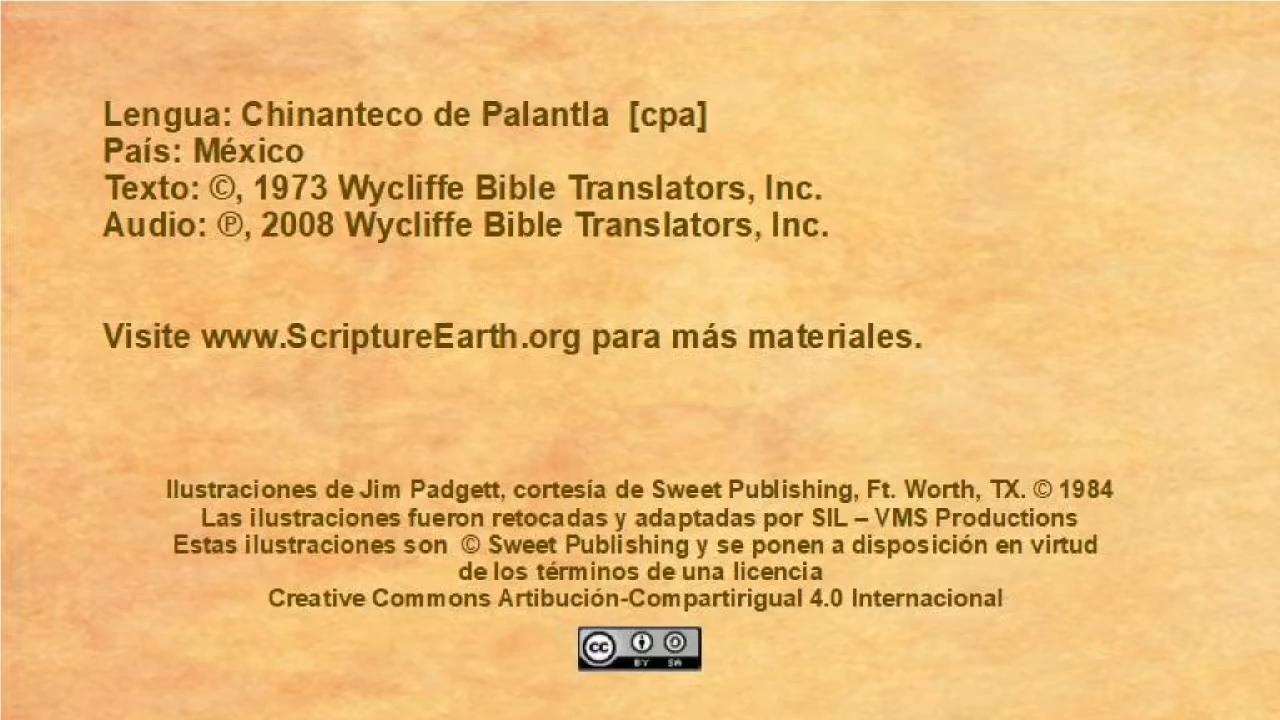 Lengua: Chinanteco de Palantla [cpa]
País: México
Texto: ©, 1973 Wycliffe Bible Translators, Inc.
Audio: ℗, 2008 Wycliffe Bible Translators, Inc.
Visite www.ScriptureEarth.org para más materiales.
Ilustraciones de Jim Padgett, cortesía de Sweet Publishing, Ft. Worth, TX. © 1984
Las ilustraciones fueron retocadas y adaptadas por SIL – VMS Productions
Estas ilustraciones son © Sweet Publishing y se ponen a disposición en virtud
de los términos de una licencia
Creative Commons Artibución-Compartirigual 4.0 Internacional
cc BY SA